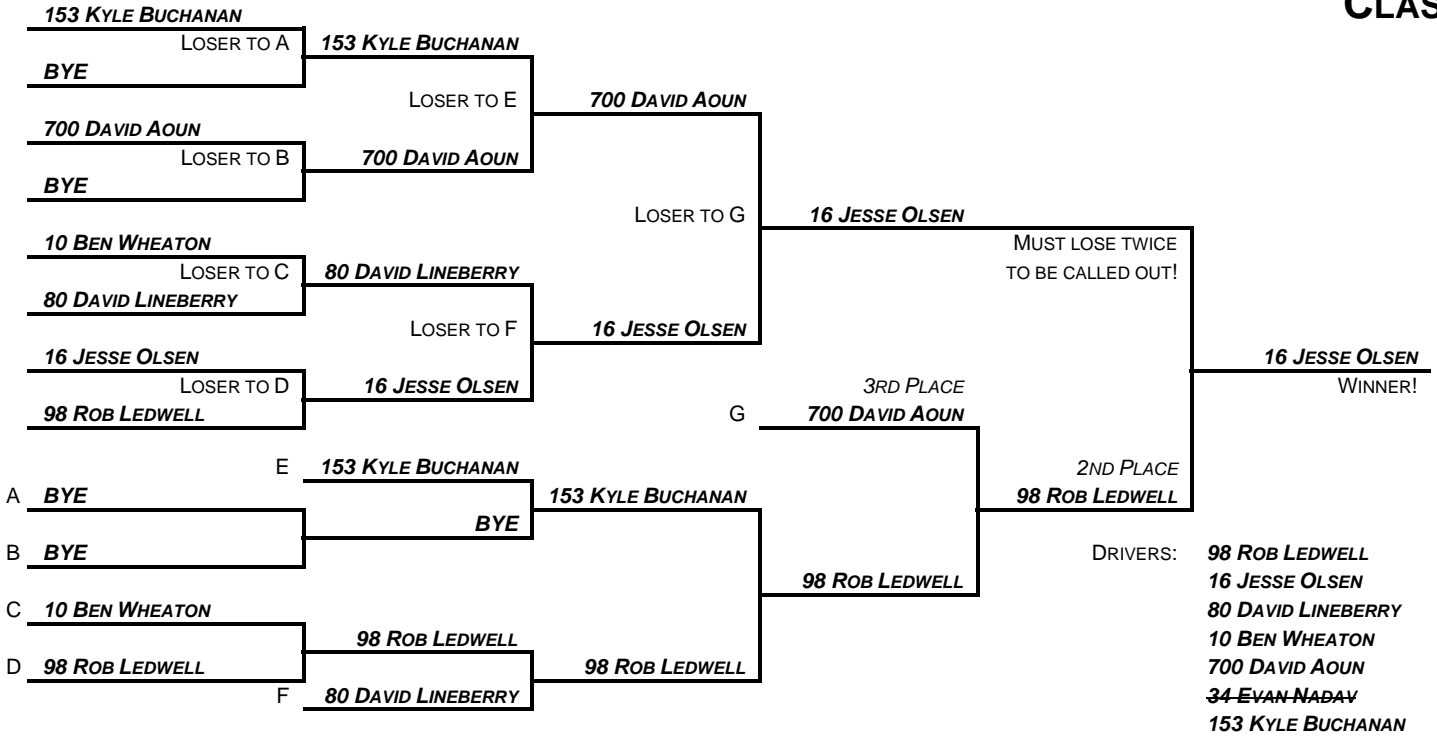 CLAS
153 KYLE BUCHANAN
LOSER TO A
153 KYLE BUCHANAN
BYE
LOSER TO E
700 DAVID AOUN
700 DAVID AOUN
LOSER TO B
700 DAVID AOUN
BYE
LOSER TO G
16 JESSE OLSEN
10 BEN WHEATON
MUST LOSE TWICE
TO BE CALLED OUT!
LOSER TO C
80 DAVID LINEBERRY
80 DAVID LINEBERRY
LOSER TO F
16 JESSE OLSEN
16 JESSE OLSEN
16 JESSE OLSEN
WINNER!
LOSER TO D
16 JESSE OLSEN
3RD PLACE
98 ROB LEDWELL
G
700 DAVID AOUN
E
153 KYLE BUCHANAN
2ND PLACE
A
BYE
153 KYLE BUCHANAN
98 ROB LEDWELL
BYE
B
BYE
DRIVERS:
98 ROB LEDWELL
98 ROB LEDWELL
16 JESSE OLSEN
C
10 BEN WHEATON
80 DAVID LINEBERRY
98 ROB LEDWELL
10 BEN WHEATON
D
98 ROB LEDWELL
98 ROB LEDWELL
700 DAVID AOUN
F
80 DAVID LINEBERRY
34 EVAN NADAV
153 KYLE BUCHANAN